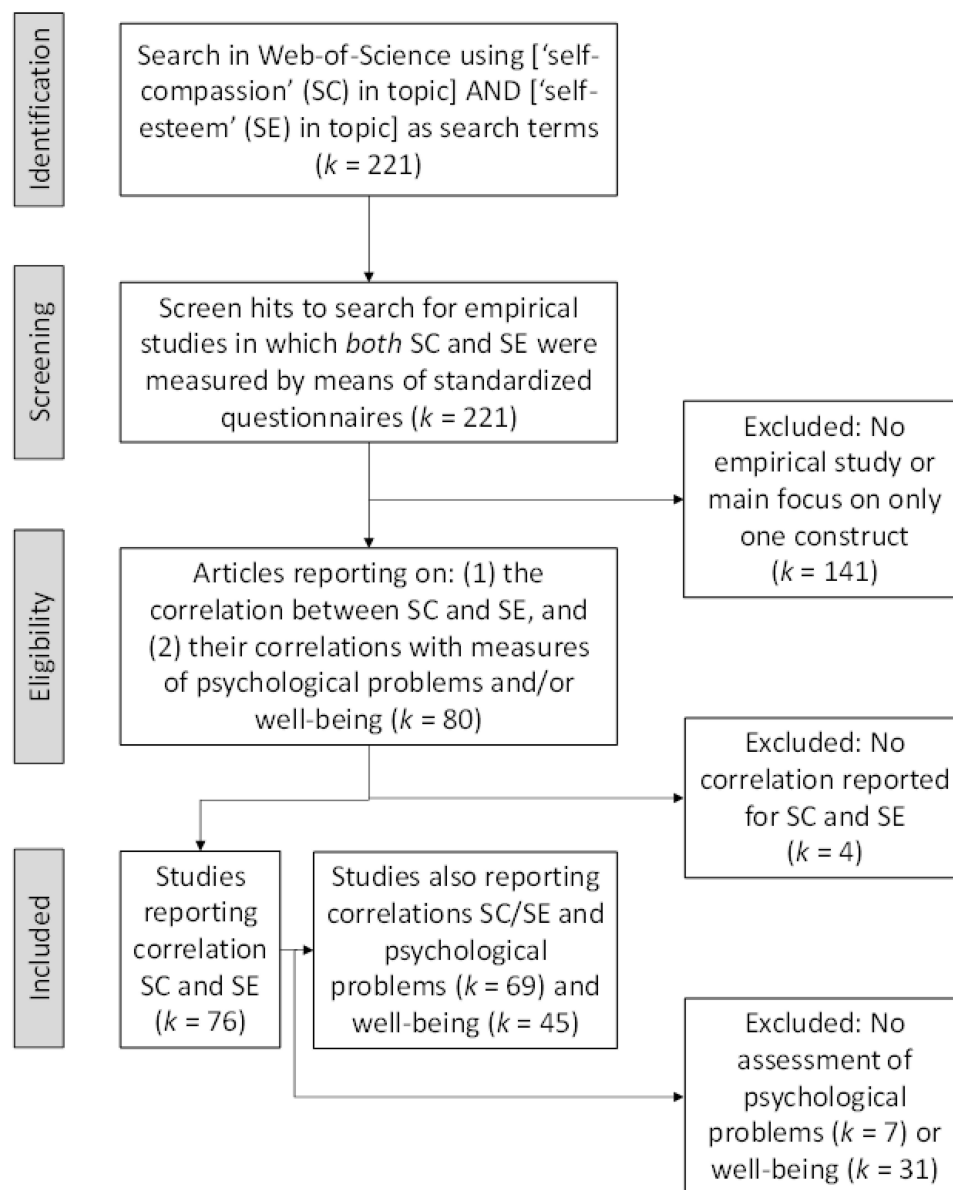 Identification
Search in Web-of-Science using [‘self-
compassion’ (SC) in topic] AND [‘self-
esteem’ (SE) in topic] as search terms
(k = 221)
Screening
Screen hits to search for empirical
studies in which both SC and SE were
measured by means of standardized
questionnaires (k = 221)
Excluded: No
empirical study or
main focus on only
one construct
(k = 141)
Eligibility
Articles reporting on: (1) the
correlation between SC and SE, and
(2) their correlations with measures
of psychological problems and/or
well-being (k = 80)
Excluded: No
correlation reported
for SC and SE
(k = 4)
Included
Studies
reporting
correlation
SC and SE
(k = 76)
Studies also reporting
correlations SC/SE and
psychological
problems (k = 69) and
well-being (k = 45)
Excluded: No
assessment of
psychological
problems (k = 7) or
well-being (k = 31)